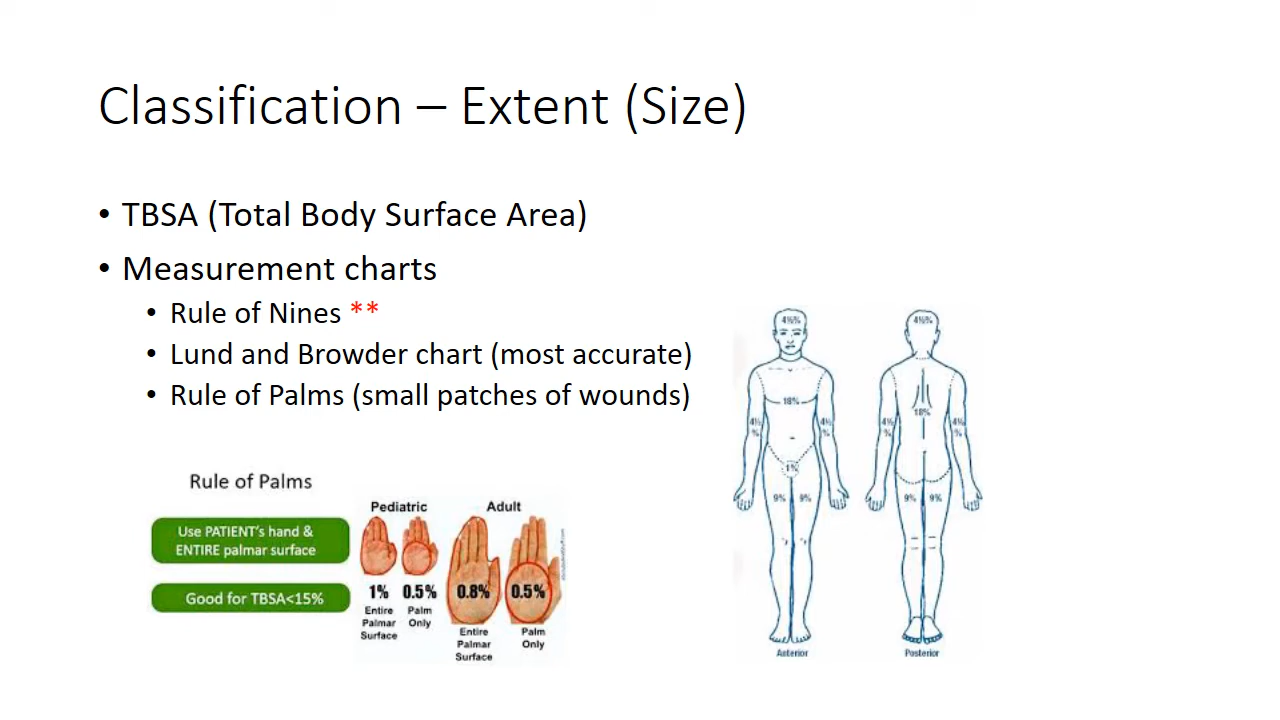 Classification – Extent (Size)
• TBSA (Total Body Surface Area)
• Measurement charts
• Rule of Nines **
• Lund and Browder chart (most accurate)
• Rule of Palms (small patches of wounds)
Rule of Palms
Use PATIENT's hand &
ENTIRE palmar surface
Good for TBSA<15%
Pediatric
Adult
1%
0.5%
0.8%
0.5%
Entire
Palmar
Surface
Palm
Only
Entire
Palmar
Surface
Palm
Only
4½%
18%
4½
%
4½
%
1%
9%
9%
Anterior
4½%
18%
4½
%
4½
%
9%
9%
Posterior